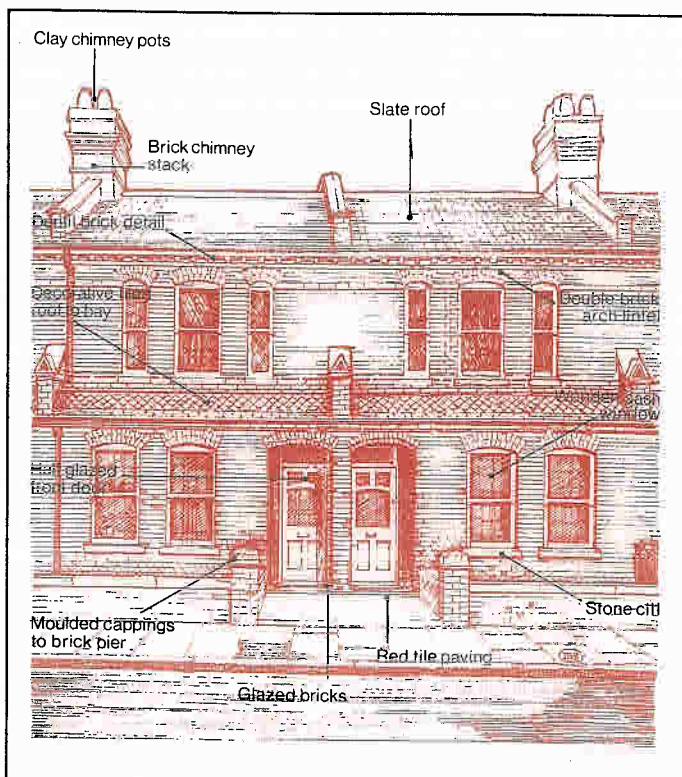 Clay chimney pots
Slate roof
Brick chimney
stack
Dentil brick detail
Decorative tiled
roof to bay
Double brick
arch lintel
Wooden sash
window
Half glazed
front door
Moulded cappings
to brick pier
Stone cill
Red tile paving
Glazed bricks